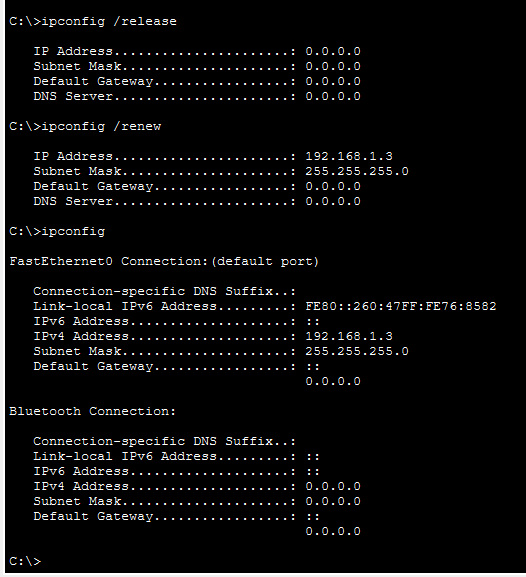 C:\>ipconfig /release
IP Address......................: 0.0.0.0
Subnet Mask.....................: 0.0.0.0
Default Gateway.................: 0.0.0.0
DNS Server......................: 0.0.0.0
C:\>ipconfig /renew
IP Address......................: 192.168.1.3
Subnet Mask.....................: 255.255.255.0
Default Gateway.................: 0.0.0.0
DNS Server......................: 0.0.0.0
C:\>ipconfig
FastEthernet0 Connection:(default port)
Connection-specific DNS Suffix..:
Link-local IPv6 Address.........: FE80::260:47FF:FE76:8582
IPv6 Address....................: ::
IPv4 Address....................: 192.168.1.3
Subnet Mask.....................: 255.255.255.0
Default Gateway.................: ::
0.0.0.0
Bluetooth Connection:
Connection-specific DNS Suffix..:
Link-local IPv6 Address.........: ::
IPv6 Address....................: ::
IPv4 Address....................: 0.0.0.0
Subnet Mask.....................: 0.0.0.0
Default Gateway.................: ::
0.0.0.0
C:\>